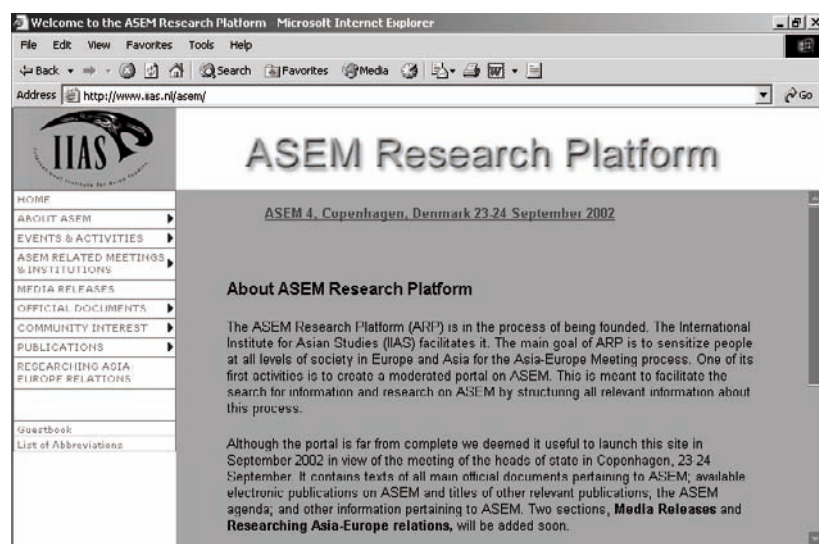 Welcome to the ASEM Research Platform - Microsoft Internet Explorer
File Edit View Favorites Tools Help
Back Search Favorites Media
Address http://www.iias.nl/asem/ Go
IIAS
International Institute for Asian Studies
ASEM Research Platform
HOME
ABOUT ASEM
EVENTS & ACTIVITIES
ASEM RELATED MEETINGS
& INSTITUTIONS
MEDIA RELEASES
OFFICIAL DOCUMENTS
COMMUNITY INTEREST
PUBLICATIONS
RESEARCHING ASIA
EUROPE RELATIONS
Guestbook
List of Abbreviations
ASEM 4, Copenhagen, Denmark 23-24 September 2002
About ASEM Research Platform
The ASEM Research Platform (ARP) is in the process of being founded. The International
Institute for Asian Studies (IIAS) facilitates it. The main goal of ARP is to sensitize people
at all levels of society in Europe and Asia for the Asia-Europe Meeting process. One of its
first activities is to create a moderated portal on ASEM. This is meant to facilitate the
search for information and research on ASEM by structuring all relevant information about
this process.
Although the portal is far from complete we deemed it useful to launch this site in
September 2002 in view of the meeting of the heads of state in Copenhagen, 23-24
September. It contains texts of all main official documents pertaining to ASEM; available
electronic publications on ASEM and titles of other relevant publications; the ASEM
agenda; and other information pertaining to ASEM. Two sections, Media Releases and
Researching Asia-Europe relations, will be added soon.